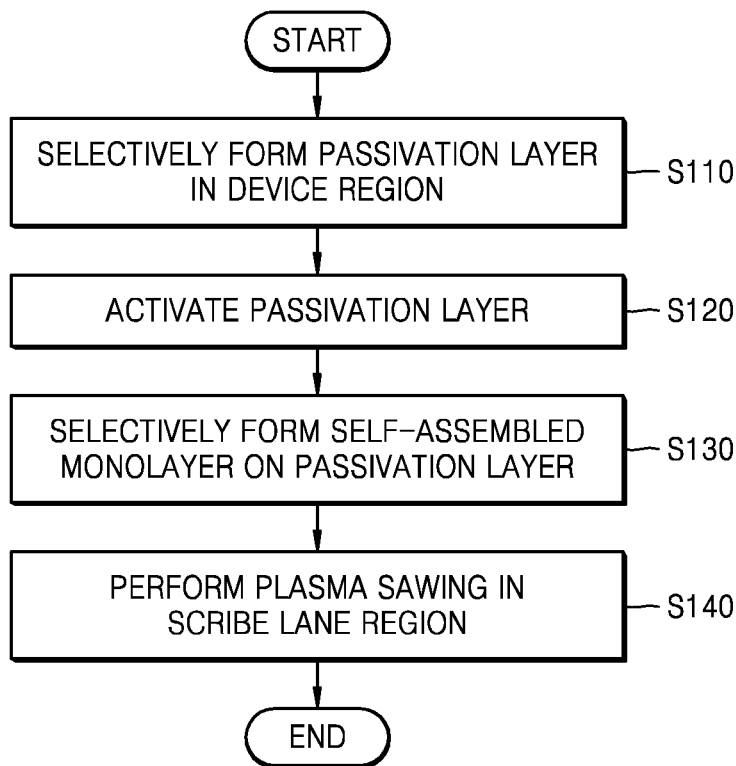 START
SELECTIVELY FORM PASSIVATION LAYER
IN DEVICE REGION
S110
ACTIVATE PASSIVATION LAYER
S120
SELECTIVELY FORM SELF-ASSEMBLED
MONOLAYER ON PASSIVATION LAYER
S130
PERFORM PLASMA SAWING IN
SCRIBE LANE REGION
S140
END